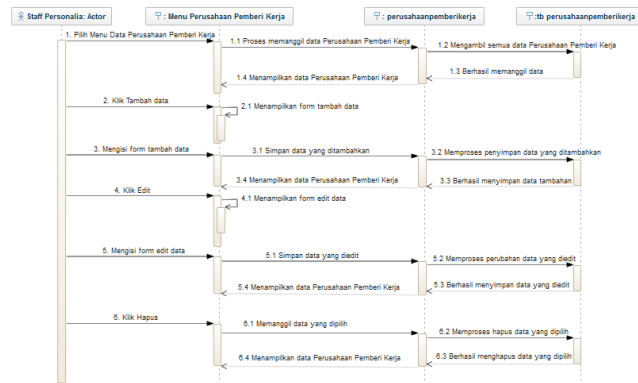 Staff Personalia: Actor
: Menu Perusahaan Pemberi Kerja
: perusahaanpemberikerja
:tb perusahaanpemberikerja
1. Pilih Menu Data Perusahaan Pemberi Kerja
1.1 Proses memanggil data Perusahaan Pemberi Kerja
1.2 Mengambil semua data Perusahaan Pemberi Kerja
1.3 Berhasil memanggil data
1.4 Menampilkan data Perusahaan Pemberi Kerja
2. Klik Tambah data
2.1 Menampilkan form tambah data
3. Mengisi form tambah data
3.1 Simpan data yang ditambahkan
3.2 Memproses penyimpan data yang ditambahkan
3.3 Berhasil menyimpan data tambahan
3.4 Menampilkan data Perusahaan Pemberi Kerja
4. Klik Edit
4.1 Menampilkan form edit data
5. Mengisi form edit data
5.1 Simpan data yang diedit
5.2 Memproses perubahan data yang diedit
5.3 Berhasil menyimpan data yang diedit
5.4 Menampilkan data Perusahaan Pemberi Kerja
6. Klik Hapus
6.1 Memanggil data yang dipilih
6.2 Memproses hapus data yang dipilih
6.3 Berhasil menghapus data yang dipilih
6.4 Menampilkan data Perusahaan Pemberi Kerja